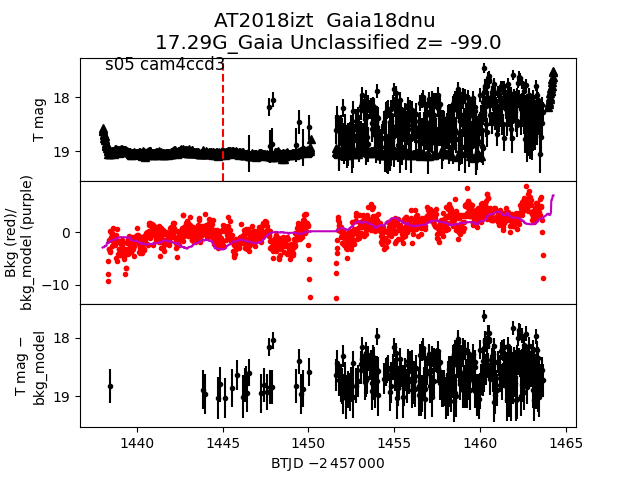 AT2018izt  Gaia18dnu
17.29G_Gaia Unclassified z= -99.0
s05 cam4ccd3
T mag
18
19
Bkg (red)/
bkg_model (purple)
0
−10
T mag −
bkg_model
18
19
1440 1445 1450 1455 1460 1465
BTJD −2 457 000